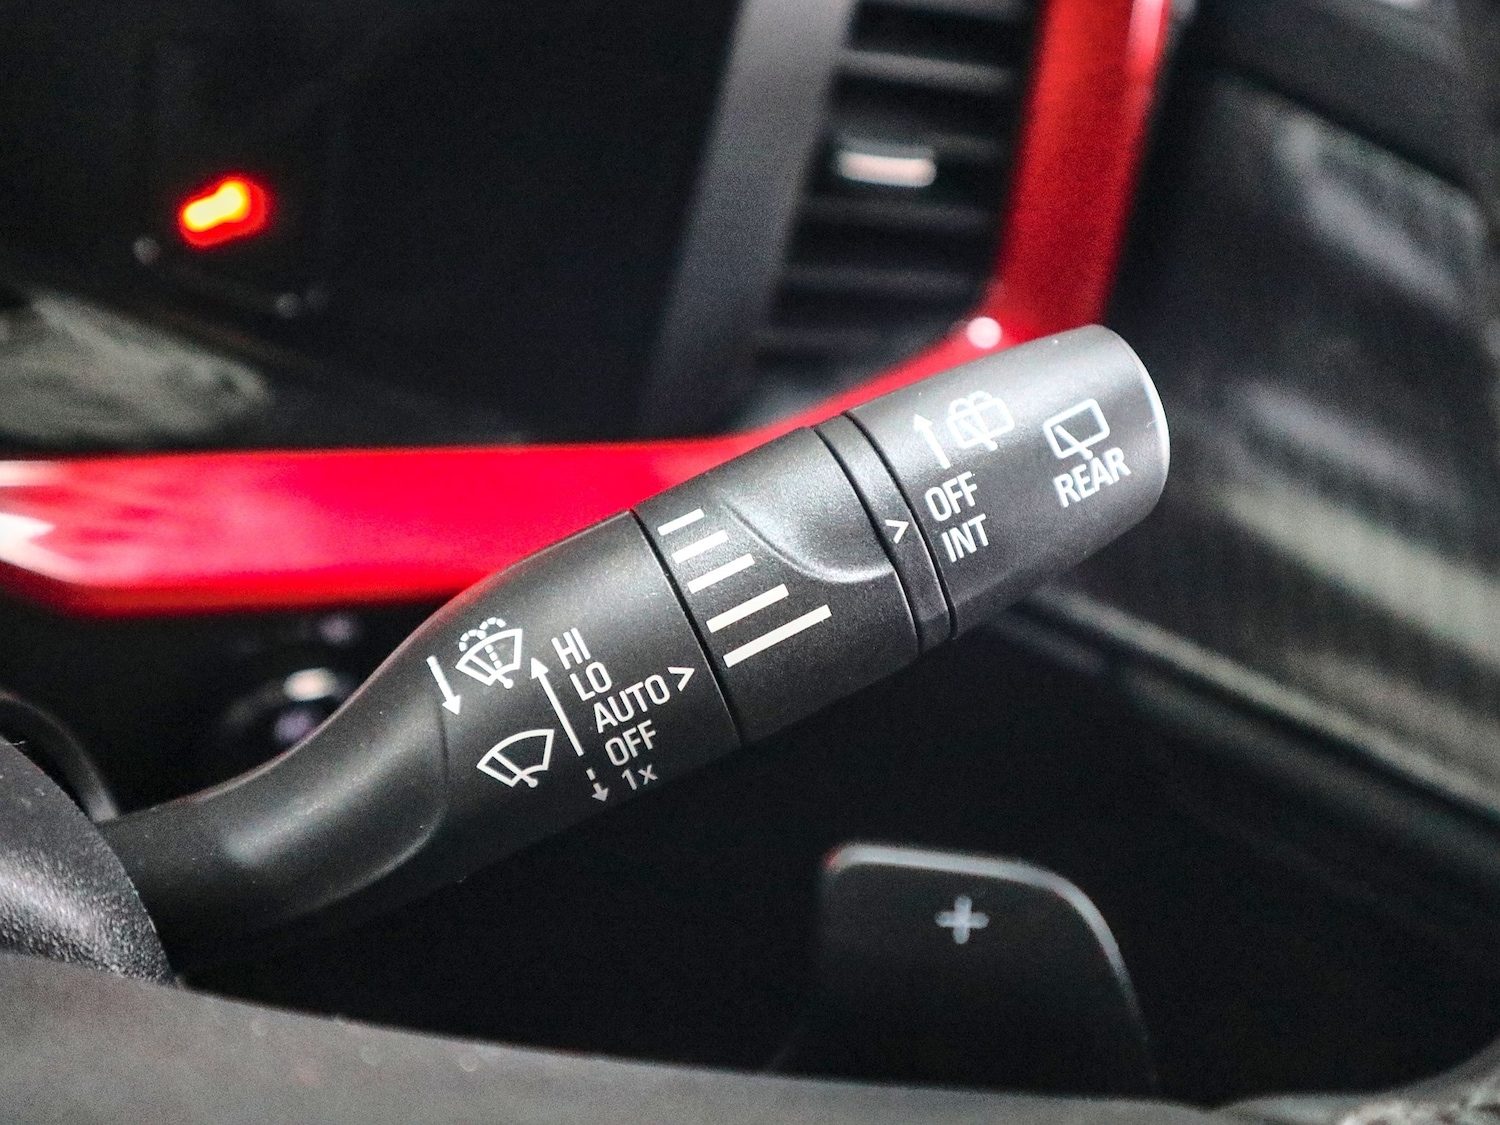 HI
LO
AUTO >
OFF
1x
>
OFF
INT
REAR
+